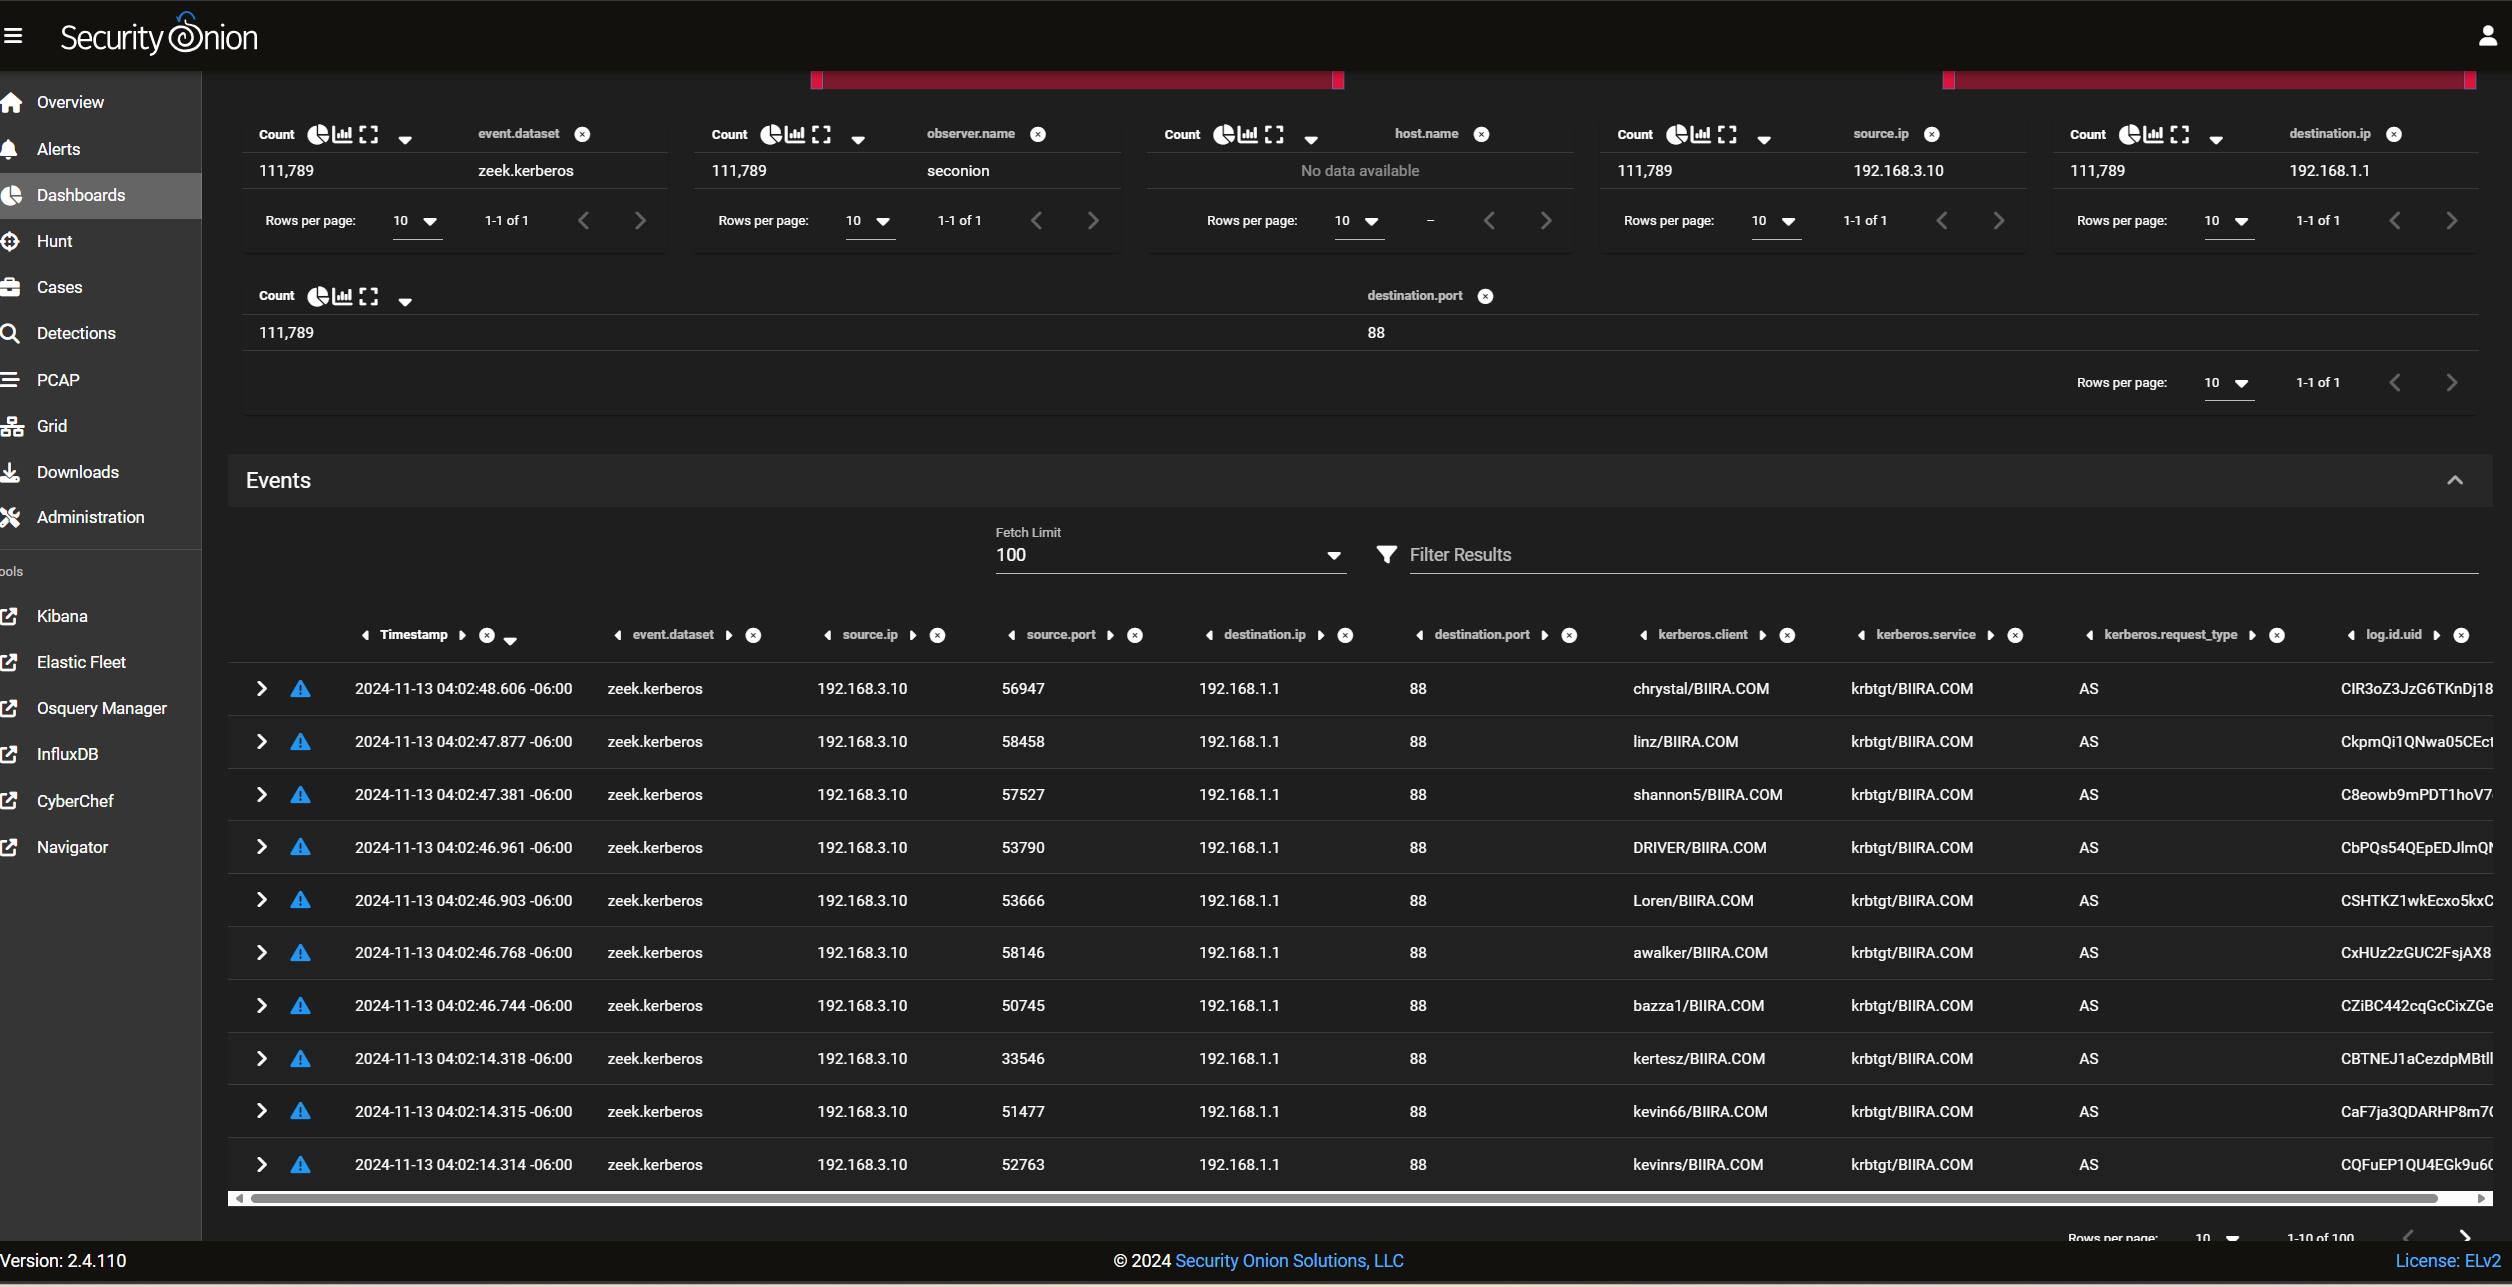 Security Onion
Overview
Alerts
Dashboards
Hunt
Cases
Detections
PCAP
Grid
Downloads
Administration
ools
Kibana
Elastic Fleet
Osquery Manager
InfluxDB
CyberChef
Navigator
Count event.dataset
111,789 zeek.kerberos
Rows per page: 10 1-1 of 1
Count observer.name
111,789 seconion
Rows per page: 10 1-1 of 1
Count host.name
No data available
Rows per page: 10 –
Count source.ip
111,789 192.168.3.10
Rows per page: 10 1-1 of 1
Count destination.ip
111,789 192.168.1.1
Rows per page: 10 1-1 of 1
Count destination.port
111,789 88
Rows per page: 10 1-1 of 1
Events
Fetch Limit
100 Filter Results
Timestamp event.dataset source.ip source.port destination.ip destination.port kerberos.client kerberos.service kerberos.request_type log.id.uid
2024-11-13 04:02:48.606 -06:00 zeek.kerberos 192.168.3.10 56947 192.168.1.1 88 chrystal/BIIRA.COM krbtgt/BIIRA.COM AS
2024-11-13 04:02:47.877 -06:00 zeek.kerberos 192.168.3.10 58458 192.168.1.1 88 linz/BIIRA.COM krbtgt/BIIRA.COM AS
2024-11-13 04:02:47.381 -06:00 zeek.kerberos 192.168.3.10 57527 192.168.1.1 88 shannon5/BIIRA.COM krbtgt/BIIRA.COM AS
2024-11-13 04:02:46.961 -06:00 zeek.kerberos 192.168.3.10 53790 192.168.1.1 88 DRIVER/BIIRA.COM krbtgt/BIIRA.COM AS
2024-11-13 04:02:46.903 -06:00 zeek.kerberos 192.168.3.10 53666 192.168.1.1 88 Loren/BIIRA.COM krbtgt/BIIRA.COM AS
2024-11-13 04:02:46.768 -06:00 zeek.kerberos 192.168.3.10 58146 192.168.1.1 88 awalker/BIIRA.COM krbtgt/BIIRA.COM AS CxHUz2zGUC2FsjAX8
2024-11-13 04:02:46.744 -06:00 zeek.kerberos 192.168.3.10 50745 192.168.1.1 88 bazza1/BIIRA.COM krbtgt/BIIRA.COM AS
2024-11-13 04:02:14.318 -06:00 zeek.kerberos 192.168.3.10 33546 192.168.1.1 88 kertesz/BIIRA.COM krbtgt/BIIRA.COM AS
2024-11-13 04:02:14.315 -06:00 zeek.kerberos 192.168.3.10 51477 192.168.1.1 88 kevin66/BIIRA.COM krbtgt/BIIRA.COM AS
2024-11-13 04:02:14.314 -06:00 zeek.kerberos 192.168.3.10 52763 192.168.1.1 88 kevinrs/BIIRA.COM krbtgt/BIIRA.COM AS
Rows per page: 10 1-10 of 100
Version: 2.4.110 © 2024 Security Onion Solutions, LLC License: ELv2